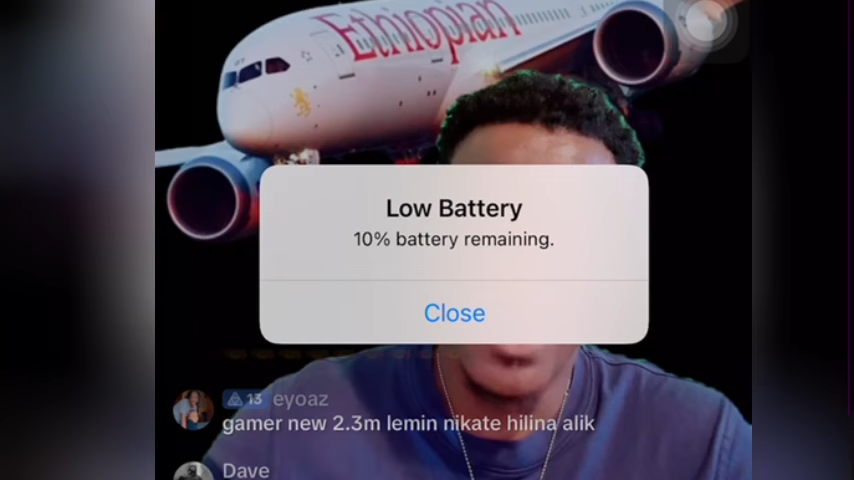 Ethiopian
Low Battery
10% battery remaining.
Close
13 eyoaz
gamer new 2.3m lemin nikate hilina alik
Dave